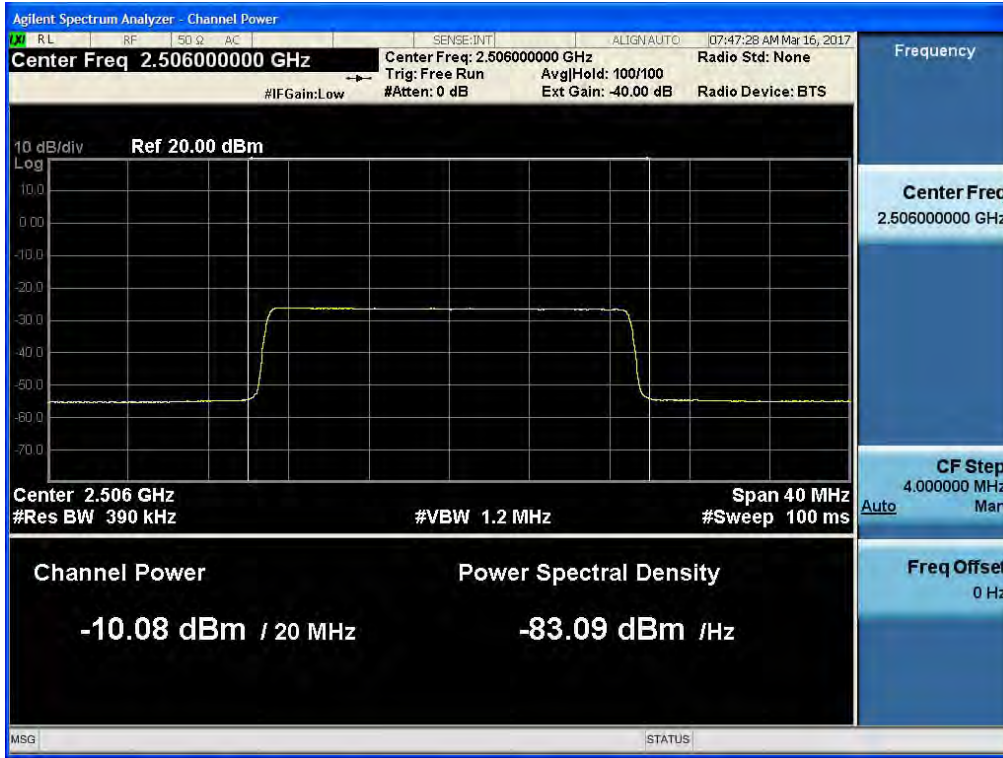 Agilent Spectrum Analyzer - Channel Power
LXI RL RF 50 Ω AC SENSE:INT ALIGN AUTO 07:47:28 AM Mar 16, 2017
Center Freq 2.506000000 GHz
Center Freq: 2.506000000 GHz Radio Std: None
Trig: Free Run Avg|Hold: 100/100
#IFGain:Low #Atten: 0 dB Ext Gain: -40.00 dB Radio Device: BTS
10 dB/div Ref 20.00 dBm
Log
10.0
0.00
-10.0
-20.0
-30.0
-40.0
-50.0
-60.0
-70.0
Center 2.506 GHz Span 40 MHz
#Res BW 390 kHz #VBW 1.2 MHz #Sweep 100 ms
Channel Power Power Spectral Density
-10.08 dBm / 20 MHz -83.09 dBm /Hz
MSG STATUS
Frequency
Center Freq
2.506000000 GHz
CF Step
4.000000 MHz
Auto Man
Freq Offset
0 Hz